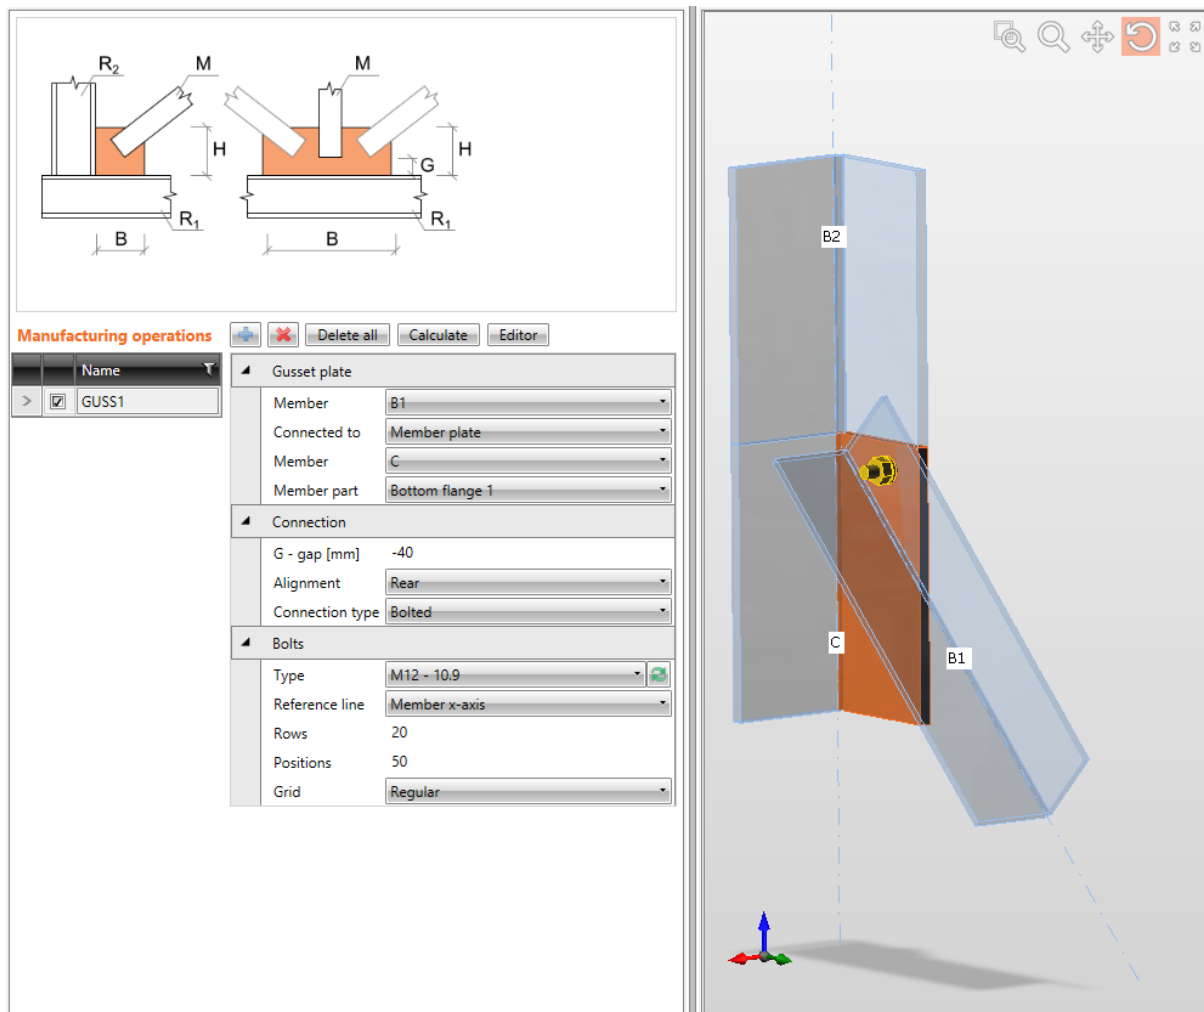 R2 M M
H G H
R1 R1
B B
Manufacturing operations Delete all Calculate Editor
Name
GUSS1
Gusset plate
Member B1
Connected to Member plate
Member C
Member part Bottom flange 1
Connection
G - gap [mm] -40
Alignment Rear
Connection type Bolted
Bolts
Type M12 - 10.9
Reference line Member x-axis
Rows 20
Positions 50
Grid Regular
B2
C
B1